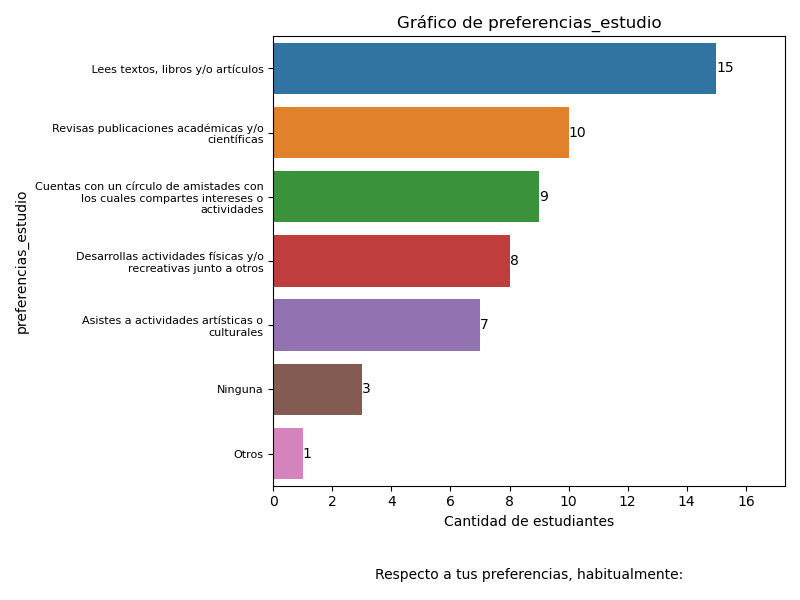 Gráfico de preferencias_estudio
preferencias_estudio
Lees textos, libros y/o artículos
15
Revisas publicaciones académicas y/o
científicas
10
Cuentas con un círculo de amistades con
los cuales compartes intereses o
actividades
9
Desarrollas actividades físicas y/o
recreativas junto a otros
8
Asistes a actividades artísticas o
culturales
7
Ninguna
3
Otros
1
0 2 4 6 8 10 12 14 16
Cantidad de estudiantes
Respecto a tus preferencias, habitualmente: